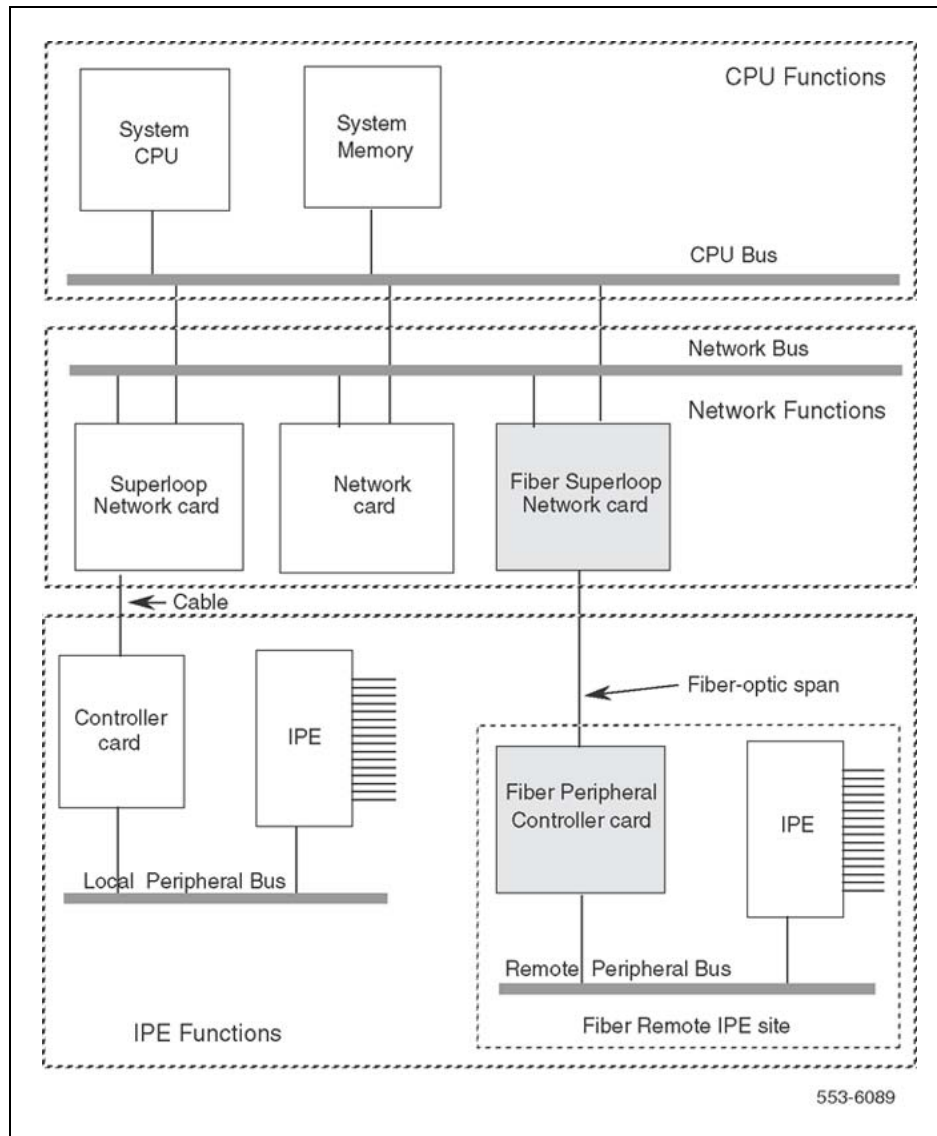 CPU Functions
System
CPU
System
Memory
CPU Bus
Network Bus
Network Functions
Superloop
Network card
Network
card
Fiber Superloop
Network card
Cable
Fiber-optic span
Controller
card
IPE
Fiber Peripheral
Controller card
IPE
Local Peripheral Bus
Remote Peripheral Bus
IPE Functions
Fiber Remote IPE site
553-6089